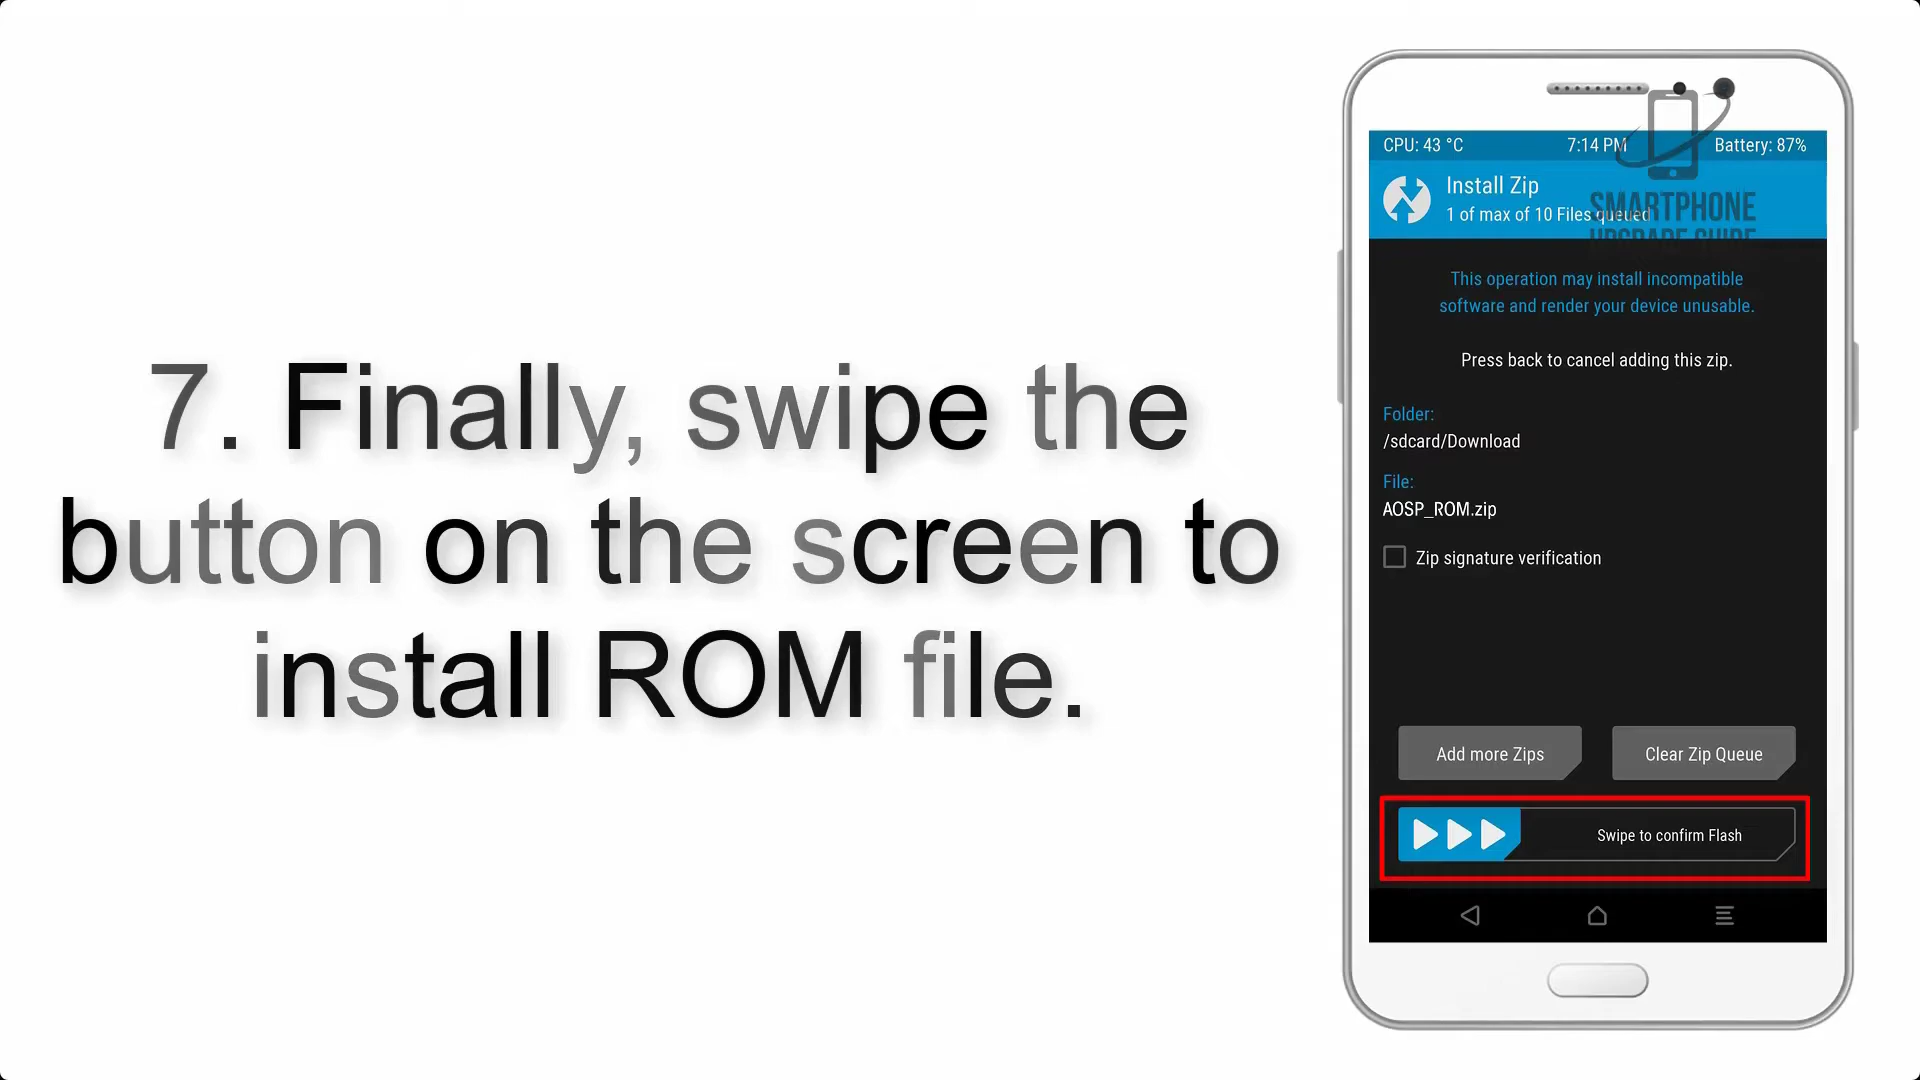 7. Finally, swipe the
button on the screen to
install ROM file.
CPU: 43 °C 7:14 PM Battery: 87%
Install Zip
1 of max of 10 Files queued
SMARTPHONE
UPGRADE GUIDE
This operation may install incompatible
software and render your device unusable.
Press back to cancel adding this zip.
Folder:
/sdcard/Download
File:
AOSP_ROM.zip
Zip signature verification
Add more Zips Clear Zip Queue
Swipe to confirm Flash